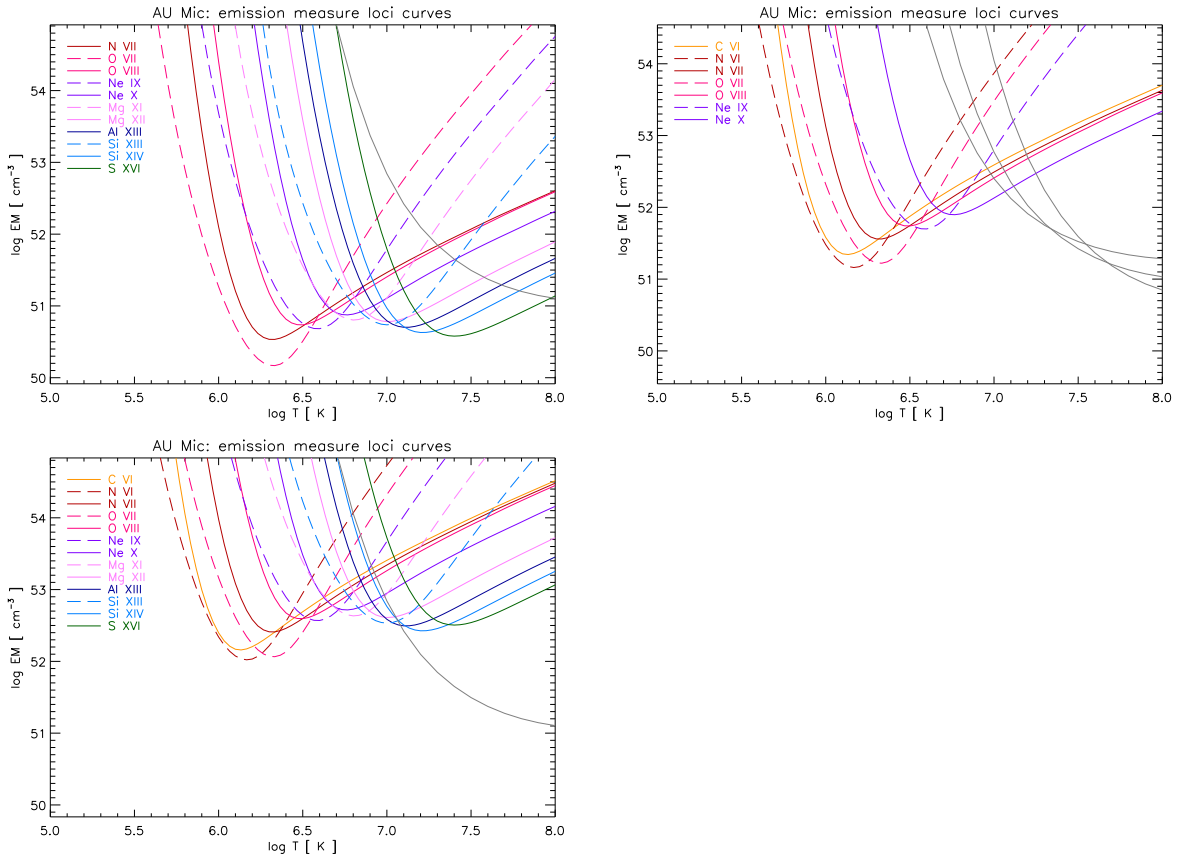 AU Mic: emission measure loci curves
N VII
O VII
O VIII
Ne IX
Ne X
Mg XI
Mg XII
Al XIII
Si XIII
Si XIV
S XVI
log EM [ cm⁻³ ]
54
53
52
51
50
5.0 5.5 6.0 6.5 7.0 7.5 8.0
log T [ K ]
AU Mic: emission measure loci curves
C VI
N VI
N VII
O VII
O VIII
Ne IX
Ne X
log EM [ cm⁻³ ]
54
53
52
51
50
5.0 5.5 6.0 6.5 7.0 7.5 8.0
log T [ K ]
AU Mic: emission measure loci curves
C VI
N VI
N VII
O VII
O VIII
Ne IX
Ne X
Mg XI
Mg XII
Al XIII
Si XIII
Si XIV
S XVI
log EM [ cm⁻³ ]
54
53
52
51
50
5.0 5.5 6.0 6.5 7.0 7.5 8.0
log T [ K ]